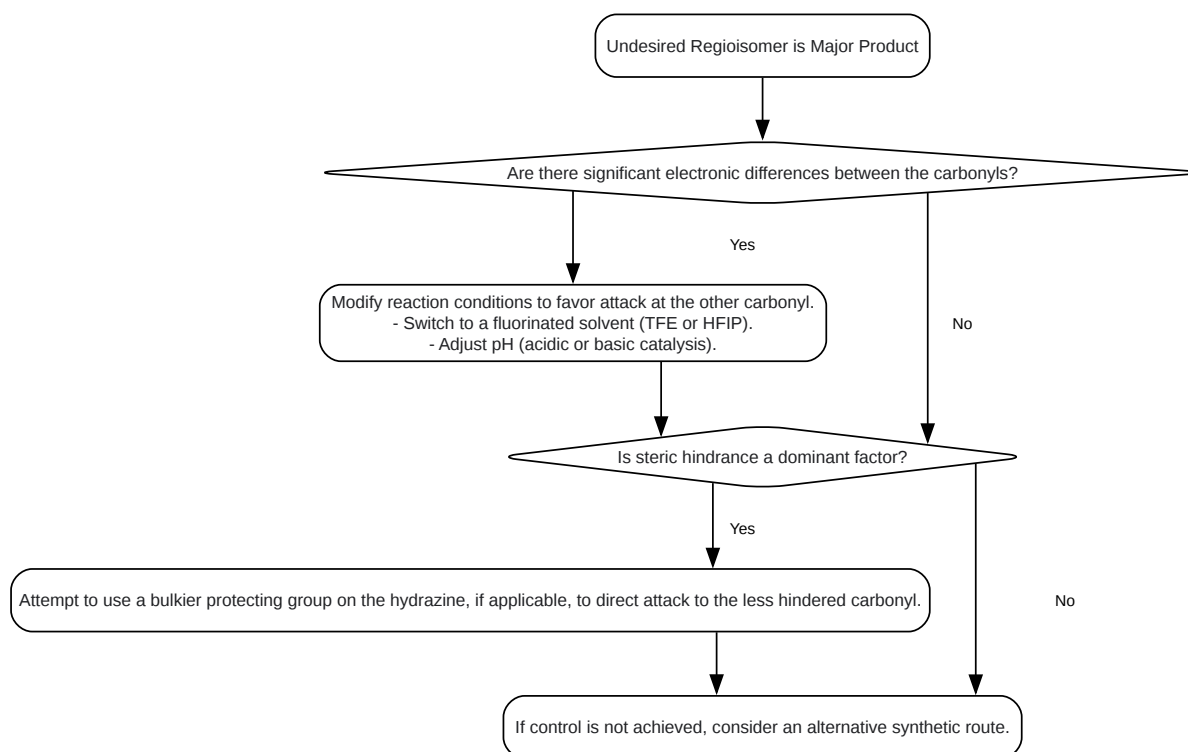 Undesired Regioisomer is Major Product
Are there significant electronic differences between the carbonyls?
Yes
Modify reaction conditions to favor attack at the other carbonyl.
- Switch to a fluorinated solvent (TFE or HFIP).
- Adjust pH (acidic or basic catalysis).
No
Is steric hindrance a dominant factor?
Yes
Attempt to use a bulkier protecting group on the hydrazine, if applicable, to direct attack to the less hindered carbonyl.
No
If control is not achieved, consider an alternative synthetic route.